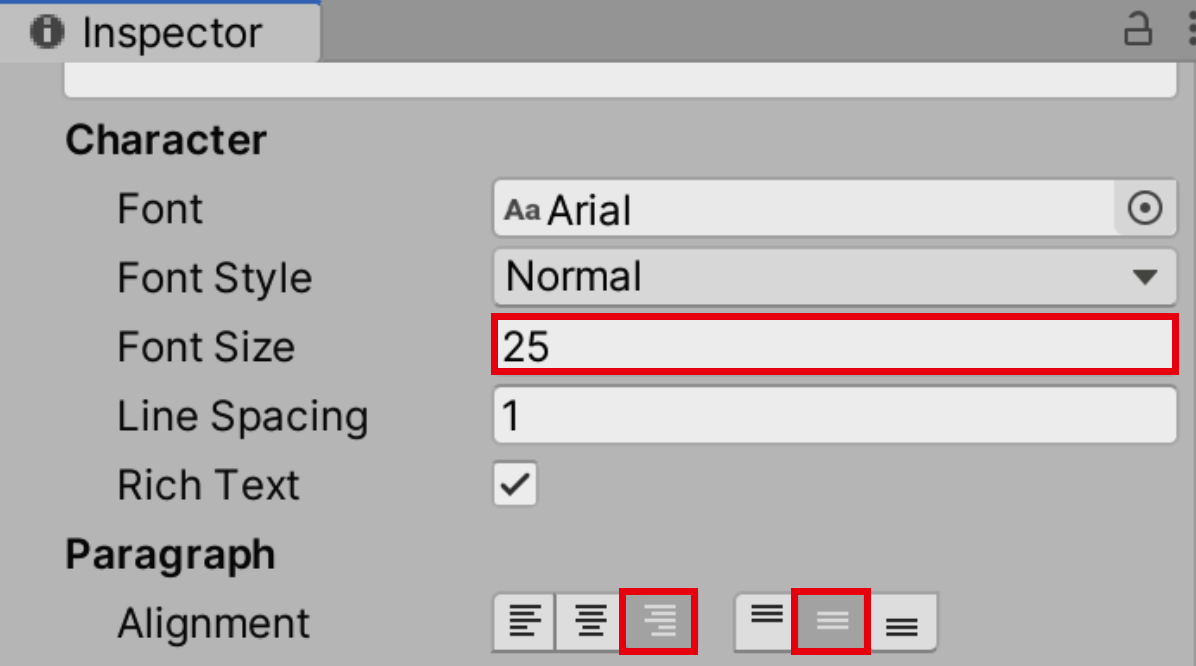 Inspector
Character
Font Aa Arial
Font Style Normal
Font Size 25
Line Spacing 1
Rich Text
Paragraph
Alignment